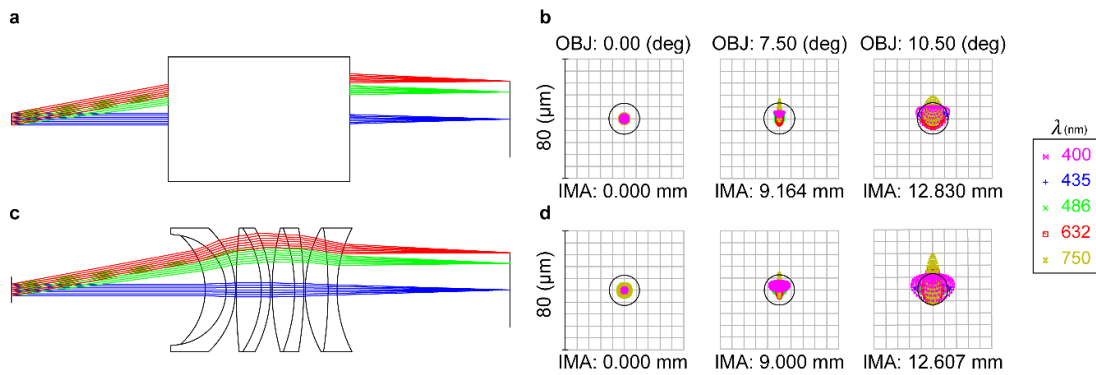 a
b
OBJ: 0.00 (deg)
OBJ: 7.50 (deg)
OBJ: 10.50 (deg)
80 (µm)
IMA: 0.000 mm
IMA: 9.164 mm
IMA: 12.830 mm
λ (nm)
400
435
486
632
750
c
d
80 (µm)
IMA: 0.000 mm
IMA: 9.000 mm
IMA: 12.607 mm